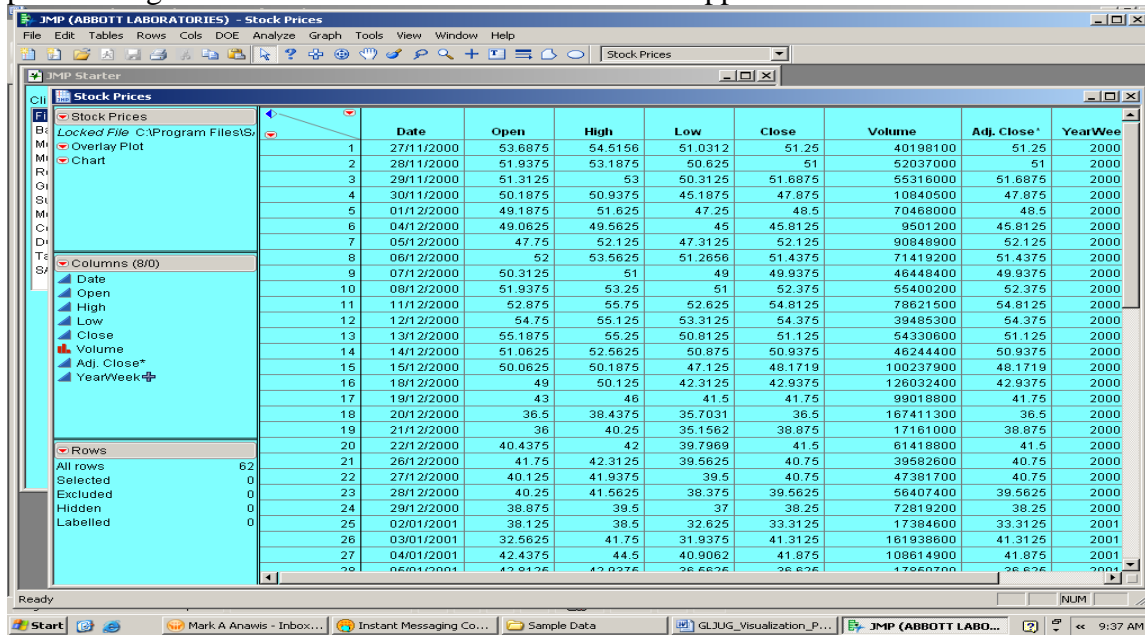 JMP (ABBOTT LABORATORIES) - Stock Prices
File Edit Tables Rows Cols DOE Analyze Graph Tools View Window Help
Stock Prices
JMP Starter
Stock Prices
Stock Prices
Locked File C:\Program Files\S
Overlay Plot
Chart
Columns (8/0)
Date
Open
High
Low
Close
Volume
Adj. Close*
YearWeek
Rows
All rows 62
Selected 0
Excluded 0
Hidden 0
Labelled 0
Date Open High Low Close Volume Adj. Close* YearWee
1 27/11/2000 53.6875 54.5156 51.0312 51.25 40198100 51.25 2000
2 28/11/2000 51.9375 53.1875 50.625 51 52037000 51 2000
3 29/11/2000 51.3125 53 50.3125 51.6875 55316000 51.6875 2000
4 30/11/2000 50.1875 50.9375 45.1875 47.875 10840500 47.875 2000
5 01/12/2000 49.1875 51.625 47.25 48.5 70468000 48.5 2000
6 04/12/2000 49.0625 49.5625 45 45.8125 9501200 45.8125 2000
7 05/12/2000 47.75 52.125 47.3125 52.125 90848900 52.125 2000
8 06/12/2000 52 53.5625 51.2656 51.4375 71419200 51.4375 2000
9 07/12/2000 50.3125 51 49 49.9375 46448400 49.9375 2000
10 08/12/2000 51.9375 53.25 51 52.375 55400200 52.375 2000
11 11/12/2000 52.875 55.75 52.625 54.8125 78621500 54.8125 2000
12 12/12/2000 54.75 55.125 53.3125 54.375 39485300 54.375 2000
13 13/12/2000 55.1875 55.25 50.8125 51.125 54330600 51.125 2000
14 14/12/2000 51.0625 52.5625 50.875 50.9375 46244400 50.9375 2000
15 15/12/2000 50.0625 50.1875 47.125 48.1719 100237900 48.1719 2000
16 18/12/2000 49 50.125 42.3125 42.9375 126032400 42.9375 2000
17 19/12/2000 43 46 41.5 41.75 99018800 41.75 2000
18 20/12/2000 36.5 38.4375 35.7031 36.5 167411300 36.5 2000
19 21/12/2000 36 40.25 35.1562 38.875 17161000 38.875 2000
20 22/12/2000 40.4375 42 39.7969 41.5 61418800 41.5 2000
21 26/12/2000 41.75 42.3125 39.5625 40.75 39582600 40.75 2000
22 27/12/2000 40.125 41.9375 39.5 40.75 47381700 40.75 2000
23 28/12/2000 40.25 41.5625 38.375 39.5625 56407400 39.5625 2000
24 29/12/2000 38.875 39.5 37 38.25 72819200 38.25 2000
25 02/01/2001 38.125 38.5 32.625 33.3125 17384600 33.3125 2001
26 03/01/2001 32.5625 41.75 31.9375 41.3125 161938600 41.3125 2001
27 04/01/2001 42.4375 44.5 40.9062 41.875 108614900 41.875 2001
Ready NUM
Start Mark A Anawis - Inbox... Instant Messaging Co... Sample Data GLJUG_Visualization_P... JMP (ABBOTT LABO... 9:37 AM